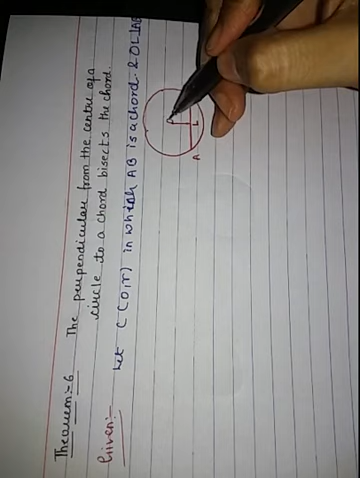 Theorem:-6 The perpendicular from the centre of a
circle to a chord bisects the chord.
Given:- Let C(O,r) in which AB is a chord. & OL⊥AB
A
L